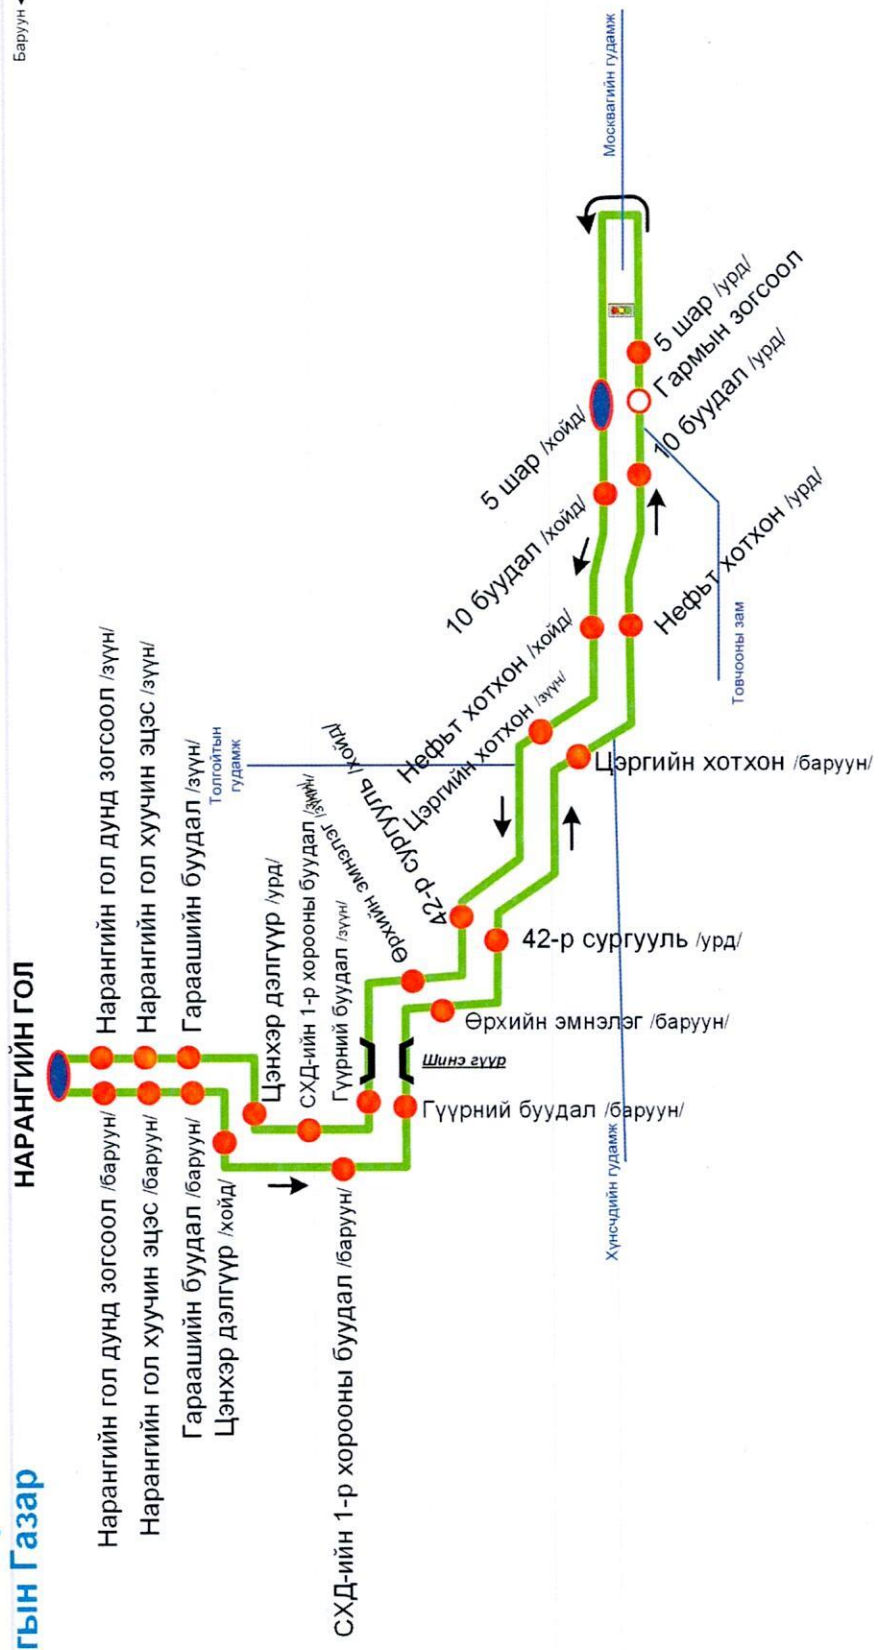 гын Газар
Баруун
НАРАНГИЙН ГОЛ
Нарангийн гол дунд зогсоол /баруун/
Нарангийн гол дунд зогсоол /зүүн/
Нарангийн гол хуучин эцэс /баруун/
Нарангийн гол хуучин эцэс /зүүн/
Гараашийн буудал /баруун/
Гараашийн буудал /зүүн/
Цэнхэр дэлгүүр /хойд/
Толгойтын
гудамж
Цэнхэр дэлгүүр /урд/
СХД-ийн 1-р хорооны буудал /зүүн/
Гүүрний буудал /зүүн/
СХД-ийн 1-р хорооны буудал /баруун/
Өрхийн эмнэлэг /зүүн/
42-р сургууль /хойд/
Цэргийн хотхон /зүүн/
Нефьт хотхон /хойд/
10 буудал /хойд/
5 шар /хойд/
Шинэ гүүр
Гүүрний буудал /баруун/
Өрхийн эмнэлэг /баруун/
42-р сургууль /урд/
Цэргийн хотхон /баруун/
Нефьт хотхон /урд/
10 буудал /урд/
Гармын зогсоол
5 шар /урд/
Москвагийн гудамж
Хүнсчдийн гудамж
Товчооны зам